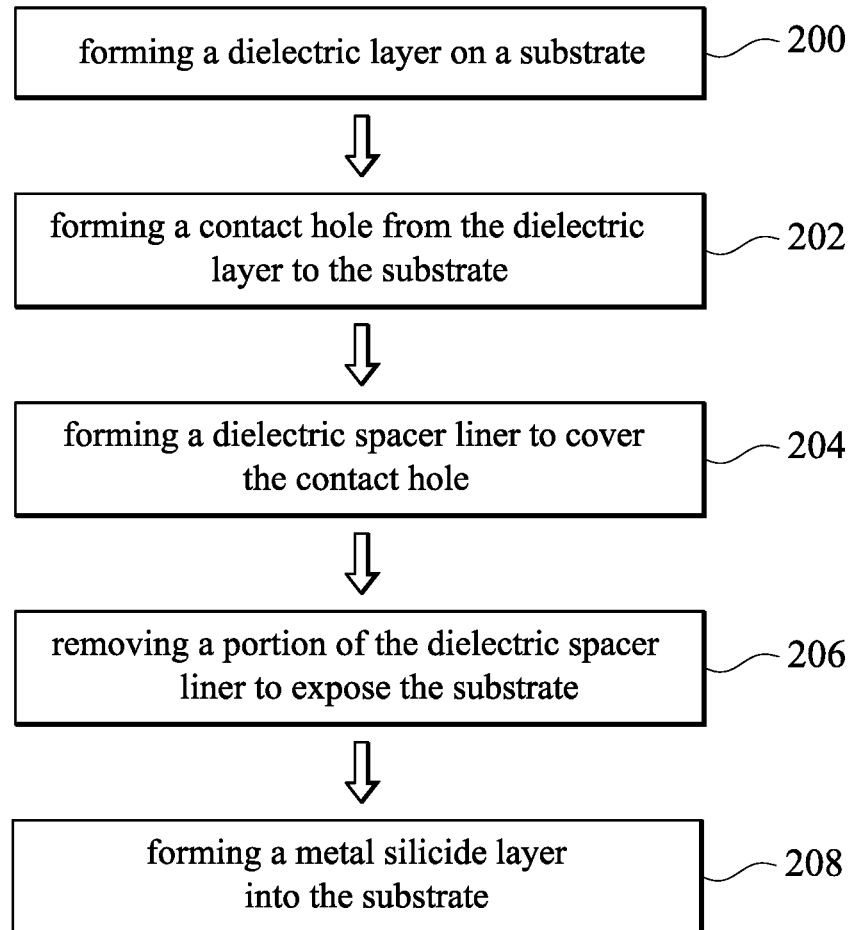 forming a dielectric layer on a substrate
200
forming a contact hole from the dielectric
layer to the substrate
202
forming a dielectric spacer liner to cover
the contact hole
204
removing a portion of the dielectric spacer
liner to expose the substrate
206
forming a metal silicide layer
into the substrate
208